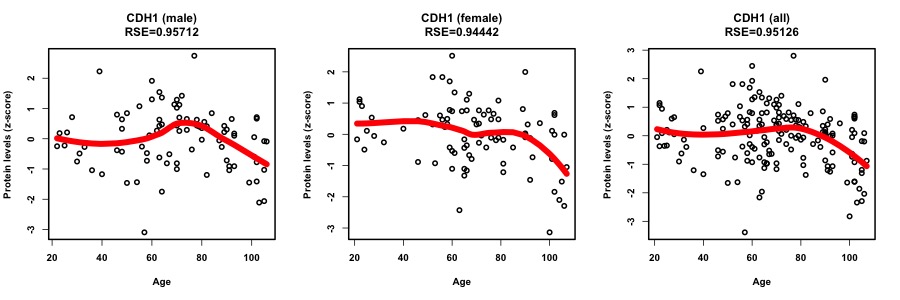 CDH1 (male)
RSE=0.95712
Protein levels (z-score)
2
1
0
-1
-2
-3
20
40
60
80
100
Age
CDH1 (female)
RSE=0.94442
Protein levels (z-score)
2
1
0
-1
-2
-3
20
40
60
80
100
Age
CDH1 (all)
RSE=0.95126
Protein levels (z-score)
3
2
1
0
-1
-2
-3
20
40
60
80
100
Age